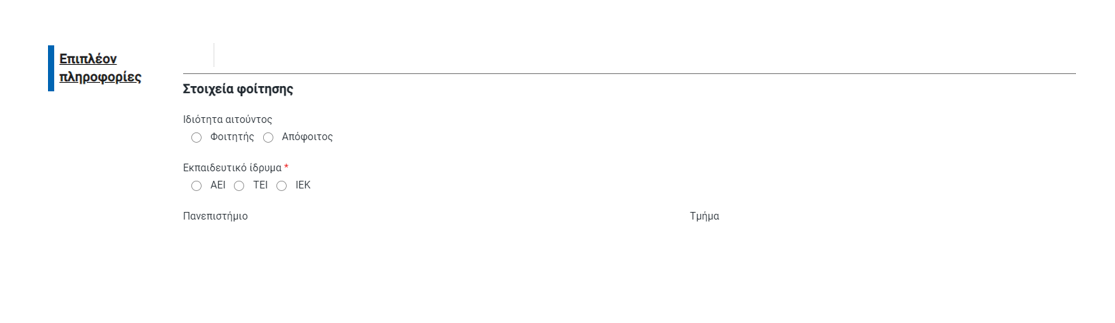 Επιπλέον
πληροφορίες
Στοιχεία φοίτησης
Ιδιότητα αιτούντος
Φοιτητής Απόφοιτος
Εκπαιδευτικό ίδρυμα *
ΑΕΙ ΤΕΙ ΙΕΚ
Πανεπιστήμιο Τμήμα